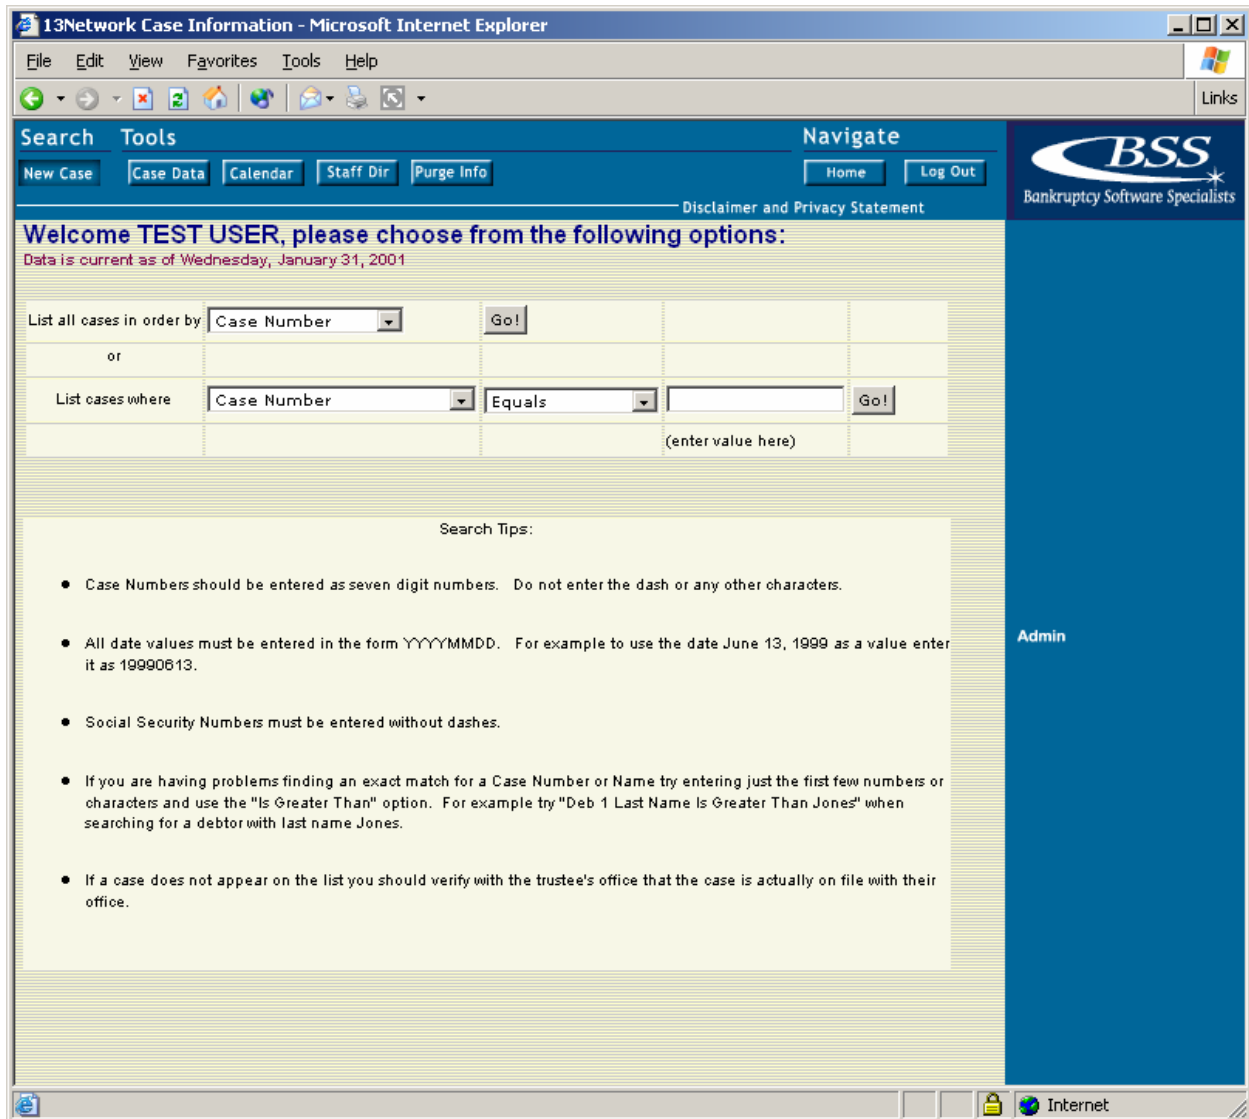 13Network Case Information - Microsoft Internet Explorer
File Edit View Favorites Tools Help
Links
Search Tools Navigate
New Case Case Data Calendar Staff Dir Purge Info Home Log Out
Disclaimer and Privacy Statement
BSS
Bankruptcy Software Specialists
Welcome TEST USER, please choose from the following options:
Data is current as of Wednesday, January 31, 2001
List all cases in order by Case Number Go!
or
List cases where Case Number Equals Go!
(enter value here)
Search Tips:
Case Numbers should be entered as seven digit numbers. Do not enter the dash or any other characters.
All date values must be entered in the form YYYYMMDD. For example to use the date June 13, 1999 as a value enter
it as 19990613.
Admin
Social Security Numbers must be entered without dashes.
If you are having problems finding an exact match for a Case Number or Name try entering just the first few numbers or
characters and use the "Is Greater Than" option. For example try "Deb 1 Last Name Is Greater Than Jones" when
searching for a debtor with last name Jones.
If a case does not appear on the list you should verify with the trustee's office that the case is actually on file with their
office.
Internet